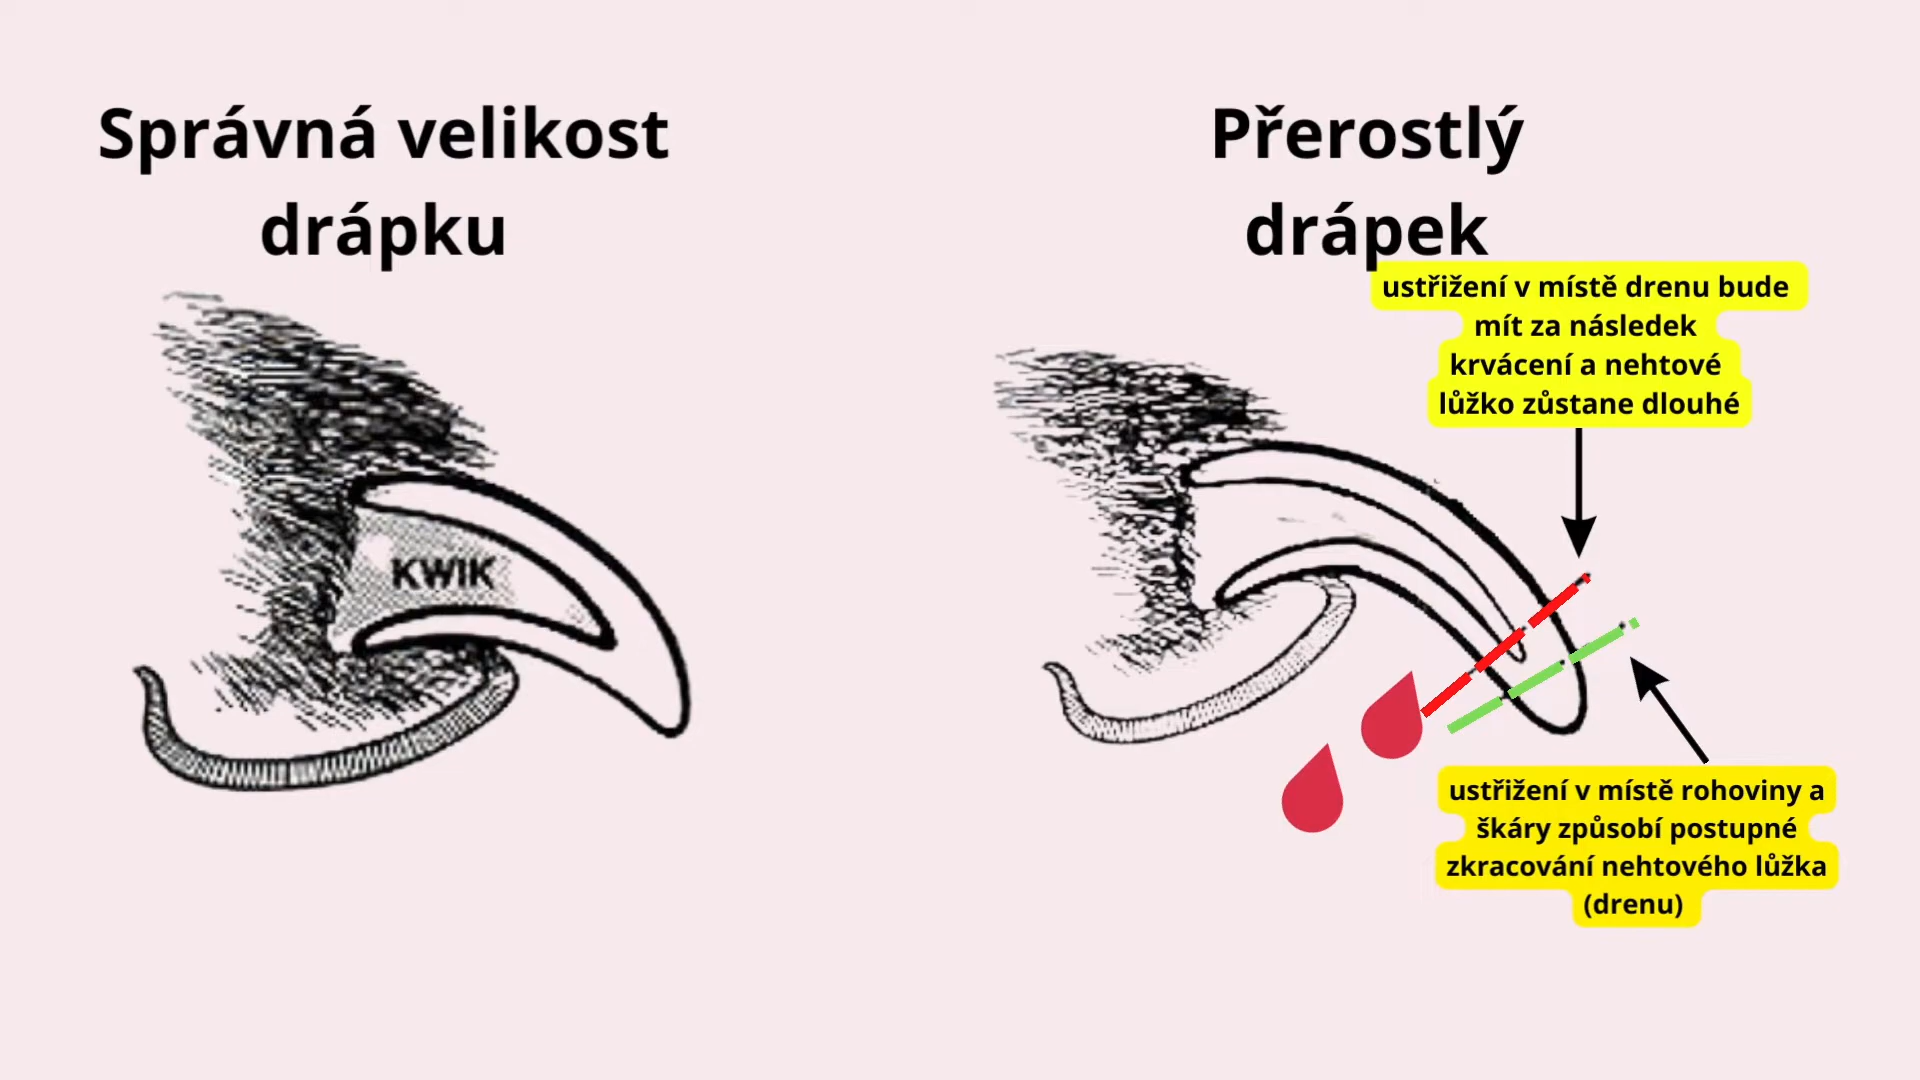 Správná velikost
drápku
Přerostlý
drápek
ustřižení v místě drenu bude
mít za následek
krvácení a nehtové
lůžko zůstane dlouhé
KWIK
ustřižení v místě rohoviny a
škáry způsobí postupné
zkracování nehtového lůžka
(drenu)